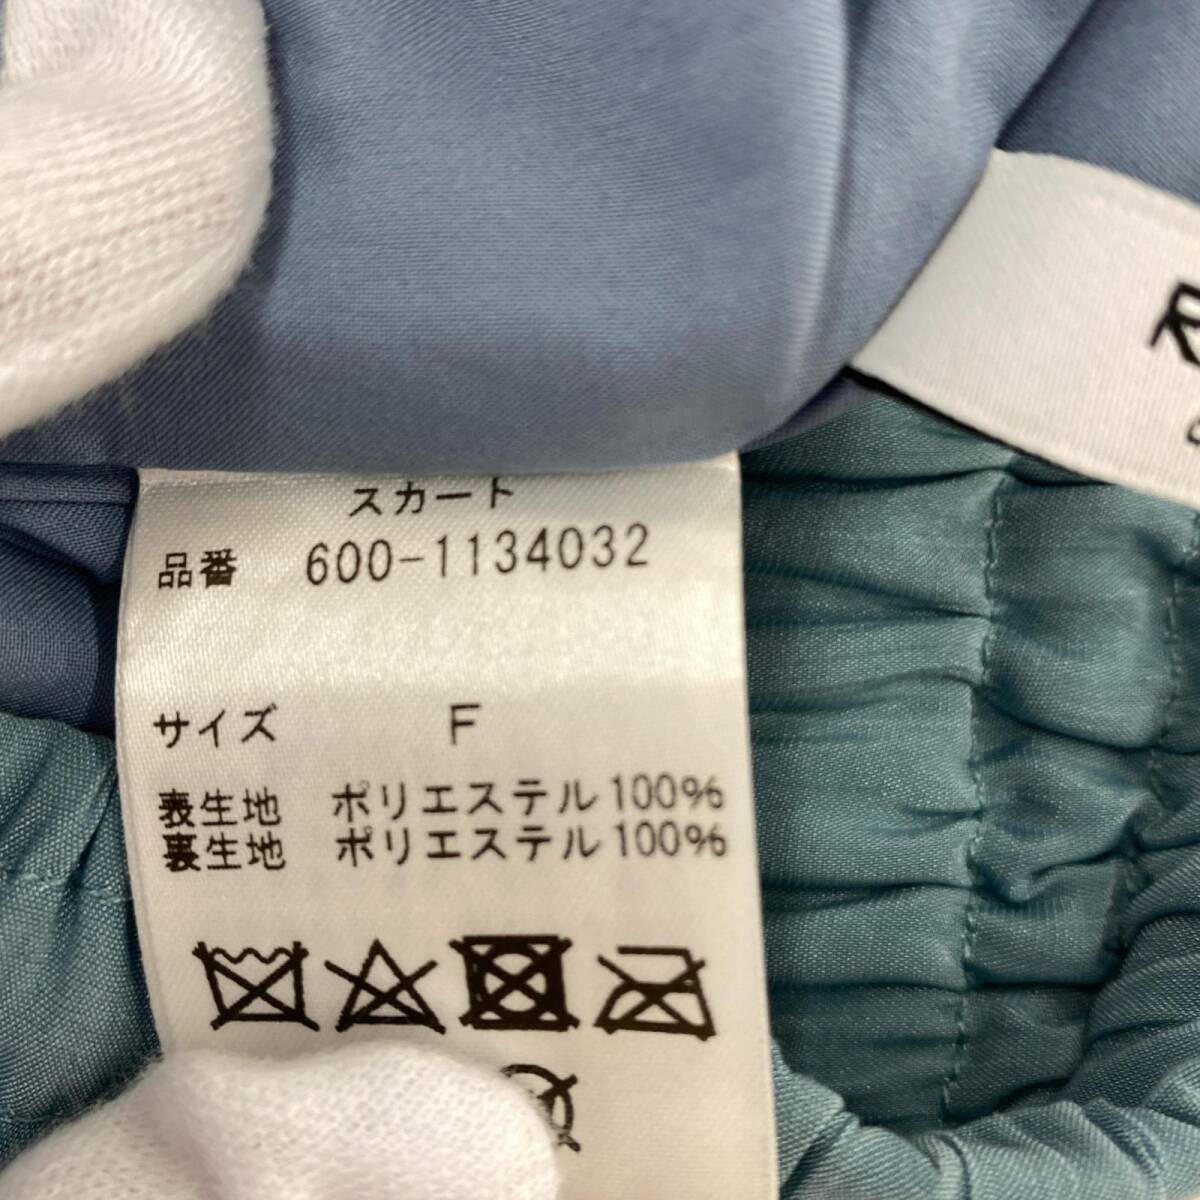 スカート
品番 600-1134032
サイズ F
表生地 ポリエステル100%
裏生地 ポリエステル100%